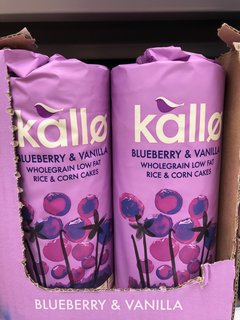 kallø
BLUEBERRY & VANILLA
WHOLEGRAIN LOW FAT
RICE & CORN CAKES
kallø
BLUEBERRY & VANILLA
WHOLEGRAIN LOW FAT
RICE & CORN CAKES
BLUEBERRY & VANILLA